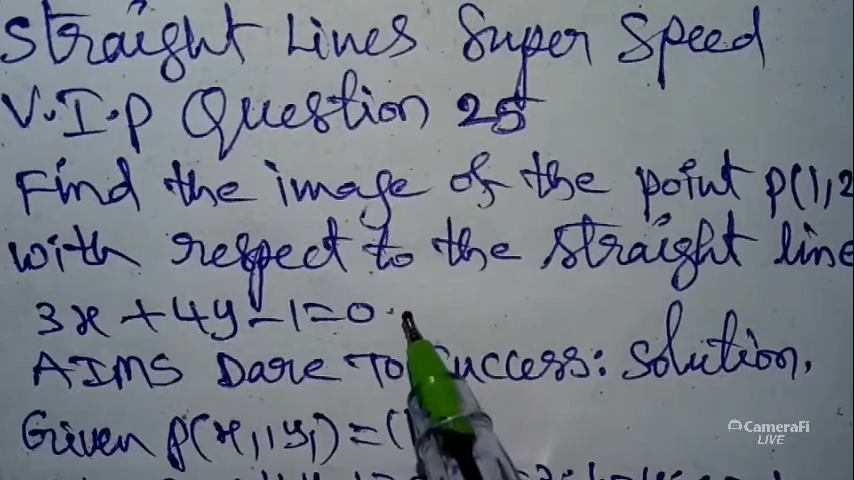 Straight Lines Super Speed
V.I.P Question 25
Find the image of the point P(1,2
with respect to the straight line
3x + 4y - 1 = 0.
AIMS Dare To Success: Solution.
Given P(x1, y1) = (1
CameraFi
LIVE